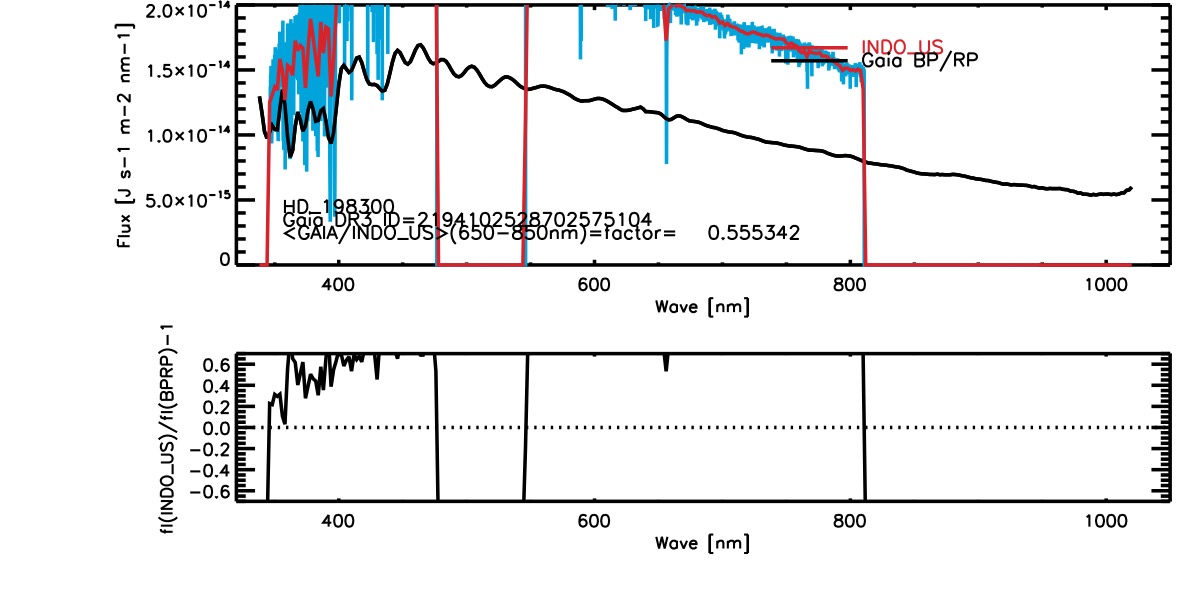 2.0×10−14
1.5×10−14
1.0×10−14
5.0×10−15
0
Flux [J s−1 m−2 nm−1]
INDO_US
Gaia BP/RP
HD_198300
Gaia DR3 ID=2194102528702575104
<GAIA/INDO_US>(650−850nm)=factor= 0.555342
400 600 800 1000
Wave [nm]
0.6
0.4
0.2
0.0
−0.2
−0.4
−0.6
fl(INDO_US)/fl(BPRP)−1
400 600 800 1000
Wave [nm]